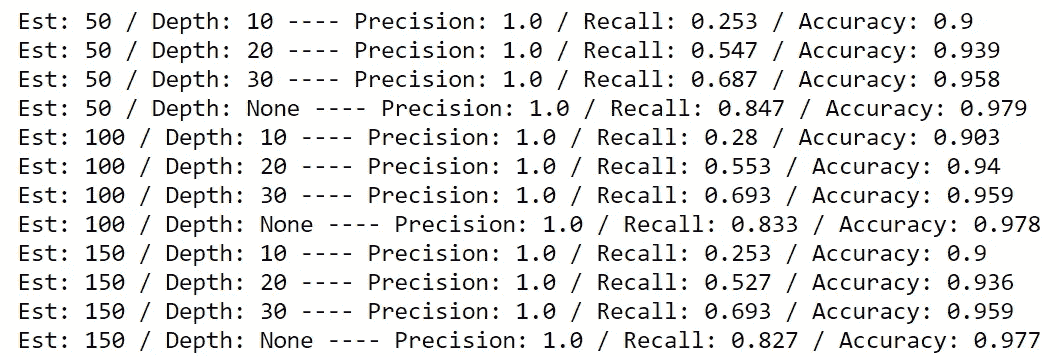 Est: 50 / Depth: 10 ---- Precision: 1.0 / Recall: 0.253 / Accuracy: 0.9
Est: 50 / Depth: 20 ---- Precision: 1.0 / Recall: 0.547 / Accuracy: 0.939
Est: 50 / Depth: 30 ---- Precision: 1.0 / Recall: 0.687 / Accuracy: 0.958
Est: 50 / Depth: None ---- Precision: 1.0 / Recall: 0.847 / Accuracy: 0.979
Est: 100 / Depth: 10 ---- Precision: 1.0 / Recall: 0.28 / Accuracy: 0.903
Est: 100 / Depth: 20 ---- Precision: 1.0 / Recall: 0.553 / Accuracy: 0.94
Est: 100 / Depth: 30 ---- Precision: 1.0 / Recall: 0.693 / Accuracy: 0.959
Est: 100 / Depth: None ---- Precision: 1.0 / Recall: 0.833 / Accuracy: 0.978
Est: 150 / Depth: 10 ---- Precision: 1.0 / Recall: 0.253 / Accuracy: 0.9
Est: 150 / Depth: 20 ---- Precision: 1.0 / Recall: 0.527 / Accuracy: 0.936
Est: 150 / Depth: 30 ---- Precision: 1.0 / Recall: 0.693 / Accuracy: 0.959
Est: 150 / Depth: None ---- Precision: 1.0 / Recall: 0.827 / Accuracy: 0.977